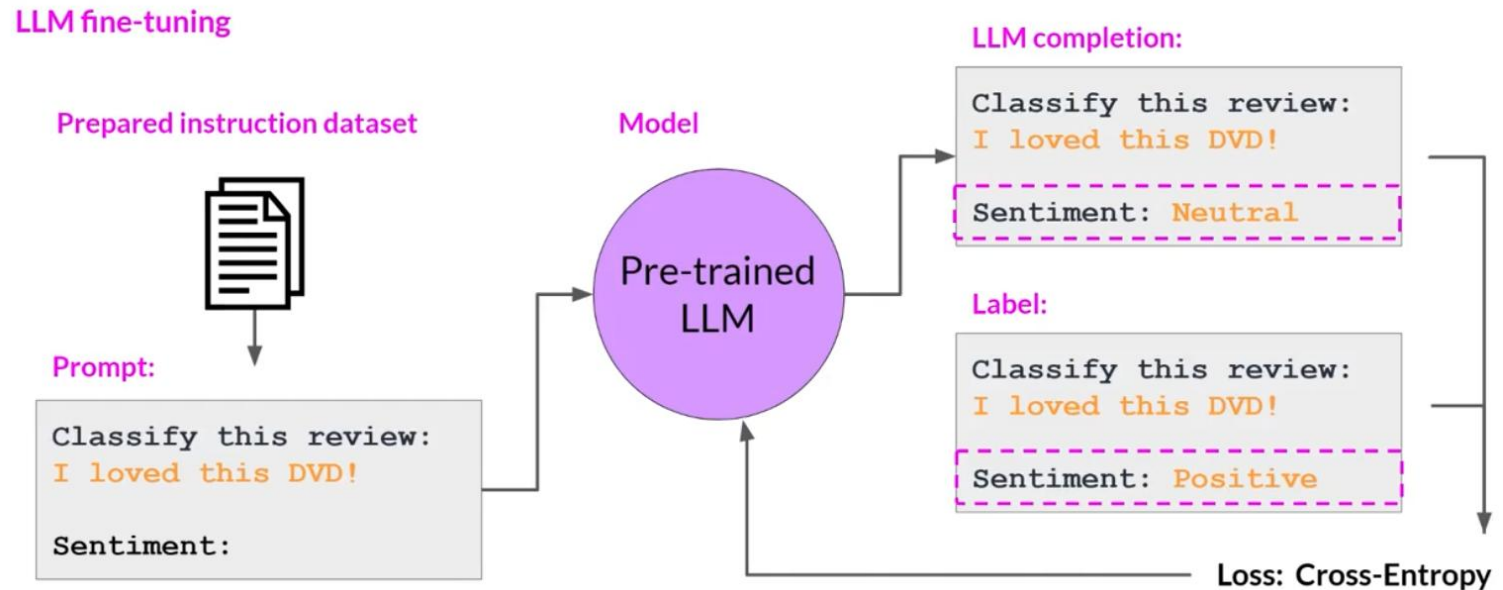 LLM fine-tuning
Prepared instruction dataset
Prompt:
Classify this review:
I loved this DVD!
Sentiment:
Model
Pre-trained
LLM
LLM completion:
Classify this review:
I loved this DVD!
Sentiment: Neutral
Label:
Classify this review:
I loved this DVD!
Sentiment: Positive
Loss: Cross-Entropy